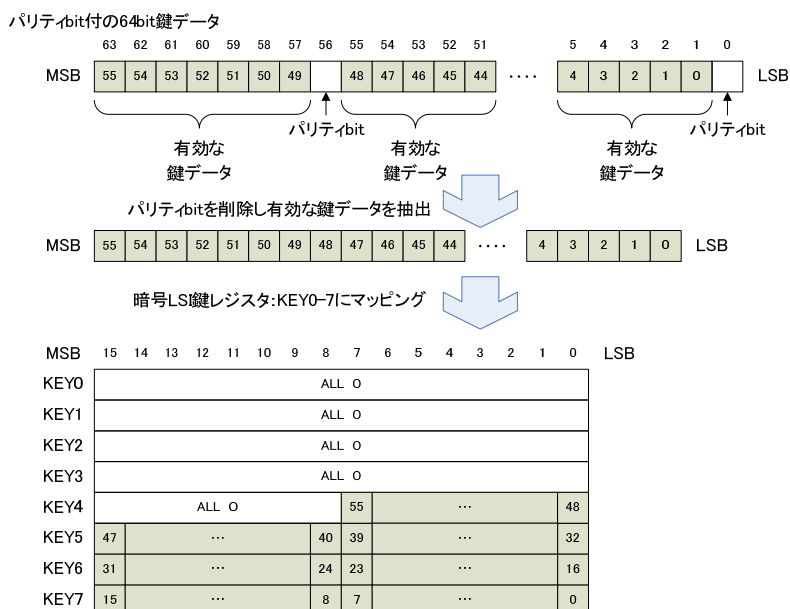 パリティbit付の64bit鍵データ
63 62 61 60 59 58 57 56 55 54 53 52 51 5 4 3 2 1 0
MSB 55 54 53 52 51 50 49 48 47 46 45 44 ‥‥ 4 3 2 1 0 LSB
パリティbit パリティbit
有効な 有効な 有効な
鍵データ 鍵データ 鍵データ
パリティbitを削除し有効な鍵データを抽出
MSB 55 54 53 52 51 50 49 48 47 46 45 44 ‥‥ 4 3 2 1 0 LSB
暗号LSI鍵レジスタ:KEY0-7にマッピング
MSB 15 14 13 12 11 10 9 8 7 6 5 4 3 2 1 0 LSB
KEY0 ALL 0
KEY1 ALL 0
KEY2 ALL 0
KEY3 ALL 0
KEY4 ALL 0 55 … 48
KEY5 47 … 40 39 … 32
KEY6 31 … 24 23 … 16
KEY7 15 … 8 7 … 0